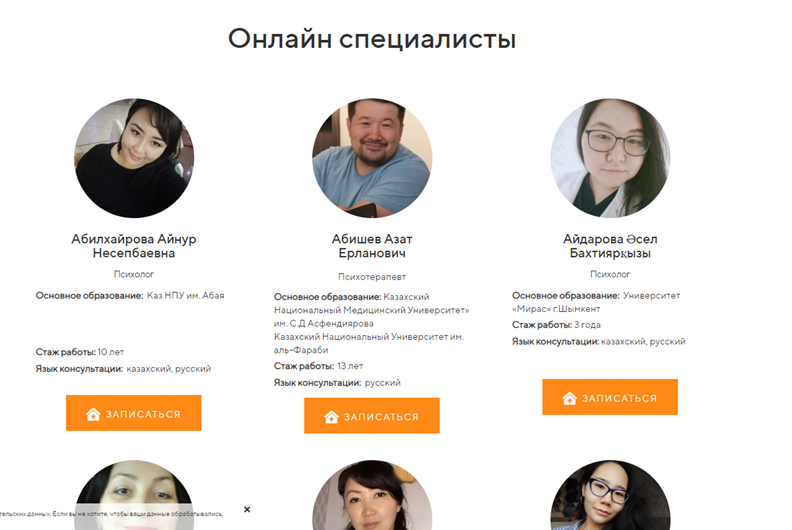 Онлайн специалисты
Абилхайрова Айнур
Несепбаевна
Психолог
Основное образование: Каз НПУ им. Абая
Стаж работы: 10 лет
Язык консультации: казахский, русский
ЗАПИСАТЬСЯ
Абишев Азат
Ерланович
Психотерапевт
Основное образование: Казахский
Национальный Медицинский Университет»
им. С.Д Асфендиярова
Казахский Национальный Университет им.
аль-Фараби
Стаж работы: 13 лет
Язык консультации: русский
ЗАПИСАТЬСЯ
Айдарова Әсел
Бахтиярқызы
Психолог
Основное образование: Университет
«Мирас» г.Шымкент
Стаж работы: 3 года
Язык консультации: казахский, русский
ЗАПИСАТЬСЯ
тельских данных. Если вы не хотите, чтобы ваши данные обрабатывались,